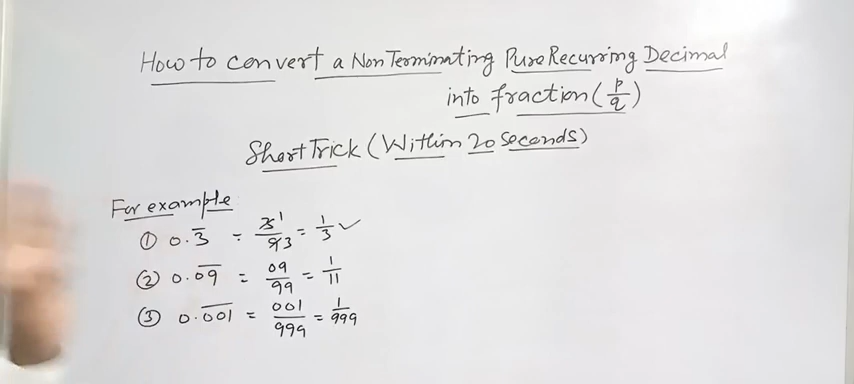 How to convert a Non Terminating Pure Recurring Decimal
into fraction (p/q)
Short Trick (Within 20 seconds)
For example
① 0.3̅ = 3̸¹/9̸3 = 1/3 ✓
② 0.0̅9̅ = 09/99 = 1/11
③ 0.0̅0̅1̅ = 001/999 = 1/999